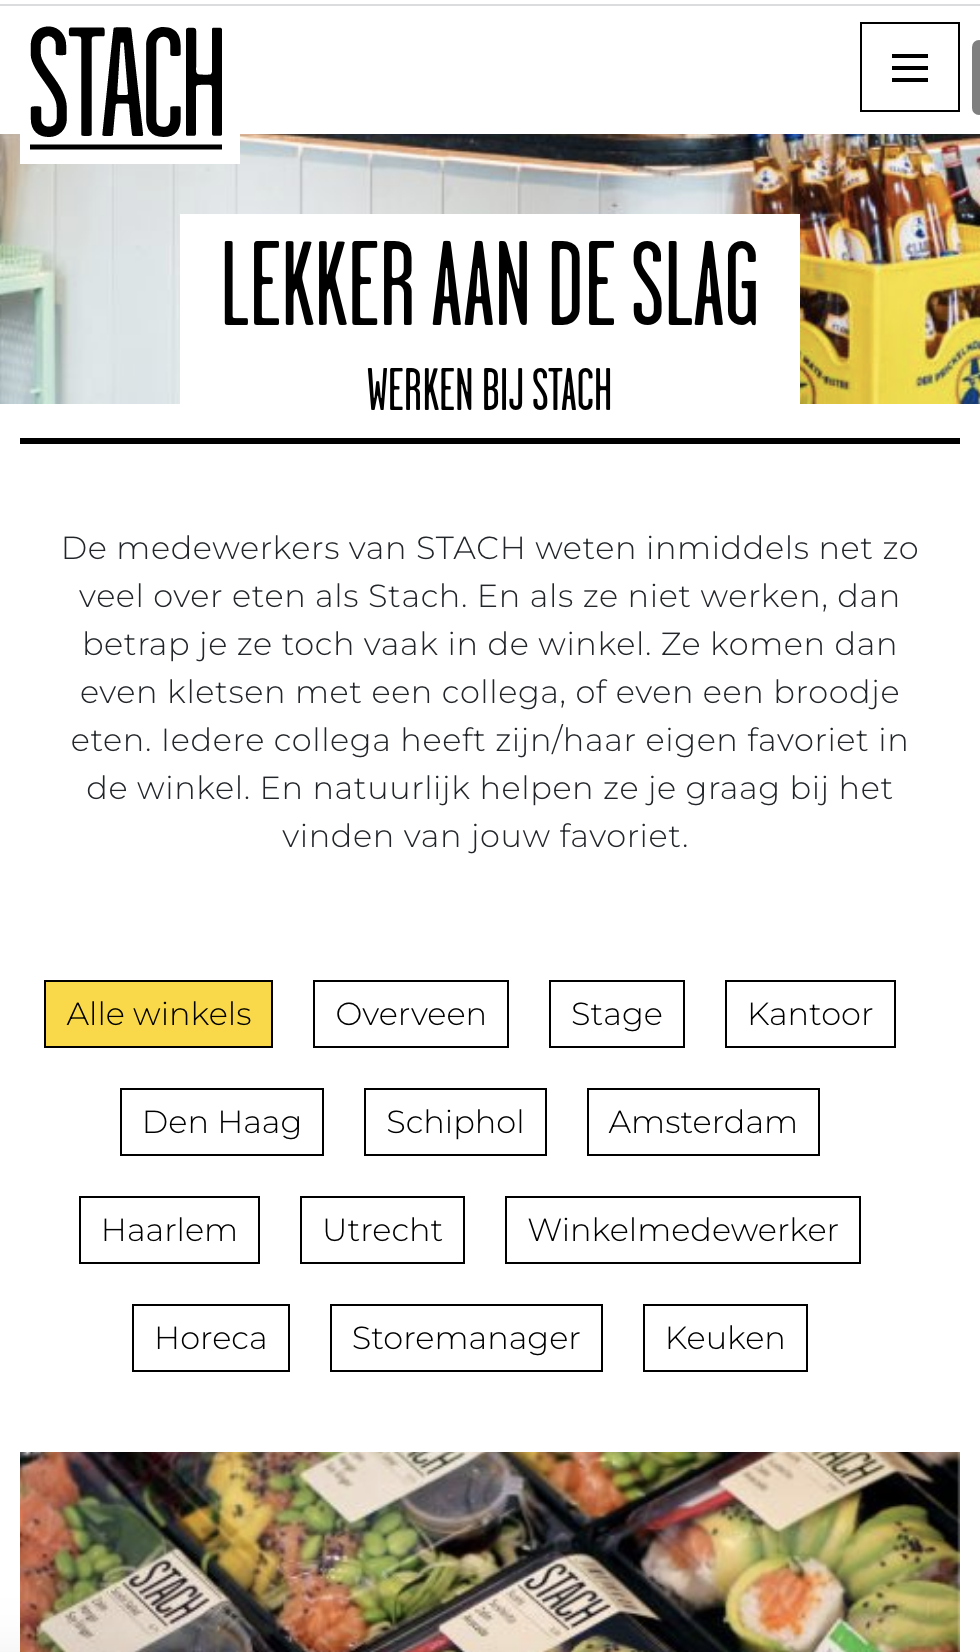 STACH
LEKKER AAN DE SLAG
WERKEN BIJ STACH
De medewerkers van STACH weten inmiddels net zo
veel over eten als Stach. En als ze niet werken, dan
betrap je ze toch vaak in de winkel. Ze komen dan
even kletsen met een collega, of even een broodje
eten. Iedere collega heeft zijn/haar eigen favoriet in
de winkel. En natuurlijk helpen ze je graag bij het
vinden van jouw favoriet.
Alle winkels
Overveen
Stage
Kantoor
Den Haag
Schiphol
Amsterdam
Haarlem
Utrecht
Winkelmedewerker
Horeca
Storemanager
Keuken
STACH
STACH